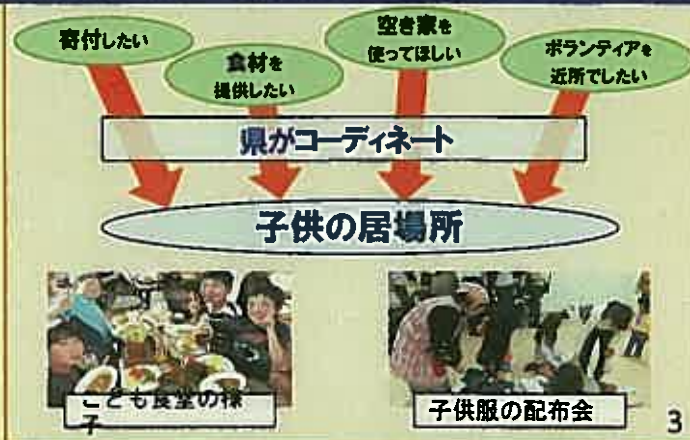 寄付したい
食材を
提供したい
空き家を
使ってほしい
ボランティアを
近所でしたい
県がコーディネート
子供の居場所
こども食堂の様
子
子供服の配布会
3